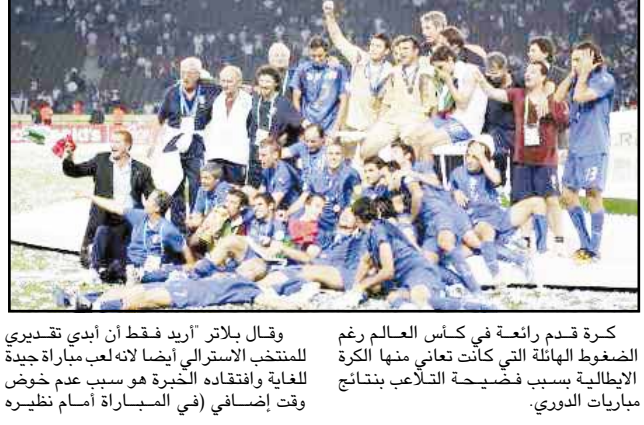 كرة قدم رائعة في كأس العالم رغم
الضغوط الهائلة التي كانت تعاني منها الكرة
الايطالية بسبب فضيحة التلاعب بنتائج
مباريات الدوري.
وقال بلاتر "أريد فقط أن أبدي تقديري
للمنتخب الاسترالي أيضا لانه لعب مباراة جيدة
للغاية وافتقاده الخبرة هو سبب عدم خوض
وقت إضافي (في المباراة أمام نظيره